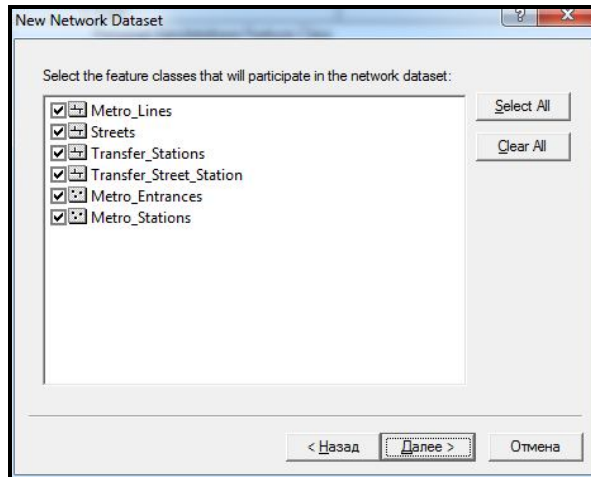 New Network Dataset
Select the feature classes that will participate in the network dataset:
Metro_Lines
Streets
Transfer_Stations
Transfer_Street_Station
Metro_Entrances
Metro_Stations
Select All
Clear All
< Назад
Далее >
Отмена